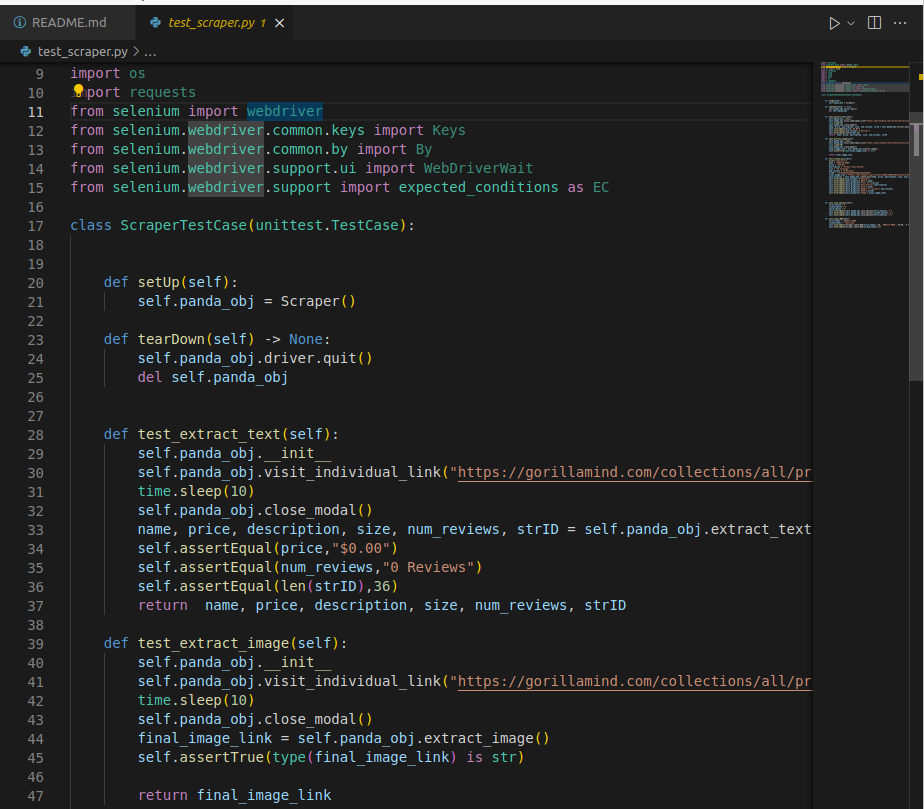 README.md
test_scraper.py 1
test_scraper.py > ...
9 import os
10 import requests
11 from selenium import webdriver
12 from selenium.webdriver.common.keys import Keys
13 from selenium.webdriver.common.by import By
14 from selenium.webdriver.support.ui import WebDriverWait
15 from selenium.webdriver.support import expected_conditions as EC
16
17 class ScraperTestCase(unittest.TestCase):
18
19
20     def setUp(self):
21         self.panda_obj = Scraper()
22
23     def tearDown(self) -> None:
24         self.panda_obj.driver.quit()
25         del self.panda_obj
26
27
28     def test_extract_text(self):
29         self.panda_obj.__init__
30         self.panda_obj.visit_individual_link("https://gorillamind.com/collections/all/pr
31         time.sleep(10)
32         self.panda_obj.close_modal()
33         name, price, description, size, num_reviews, strID = self.panda_obj.extract_text
34         self.assertEqual(price,"$0.00")
35         self.assertEqual(num_reviews,"0 Reviews")
36         self.assertEqual(len(strID),36)
37         return  name, price, description, size, num_reviews, strID
38
39     def test_extract_image(self):
40         self.panda_obj.__init__
41         self.panda_obj.visit_individual_link("https://gorillamind.com/collections/all/pr
42         time.sleep(10)
43         self.panda_obj.close_modal()
44         final_image_link = self.panda_obj.extract_image()
45         self.assertTrue(type(final_image_link) is str)
46
47         return final_image_link